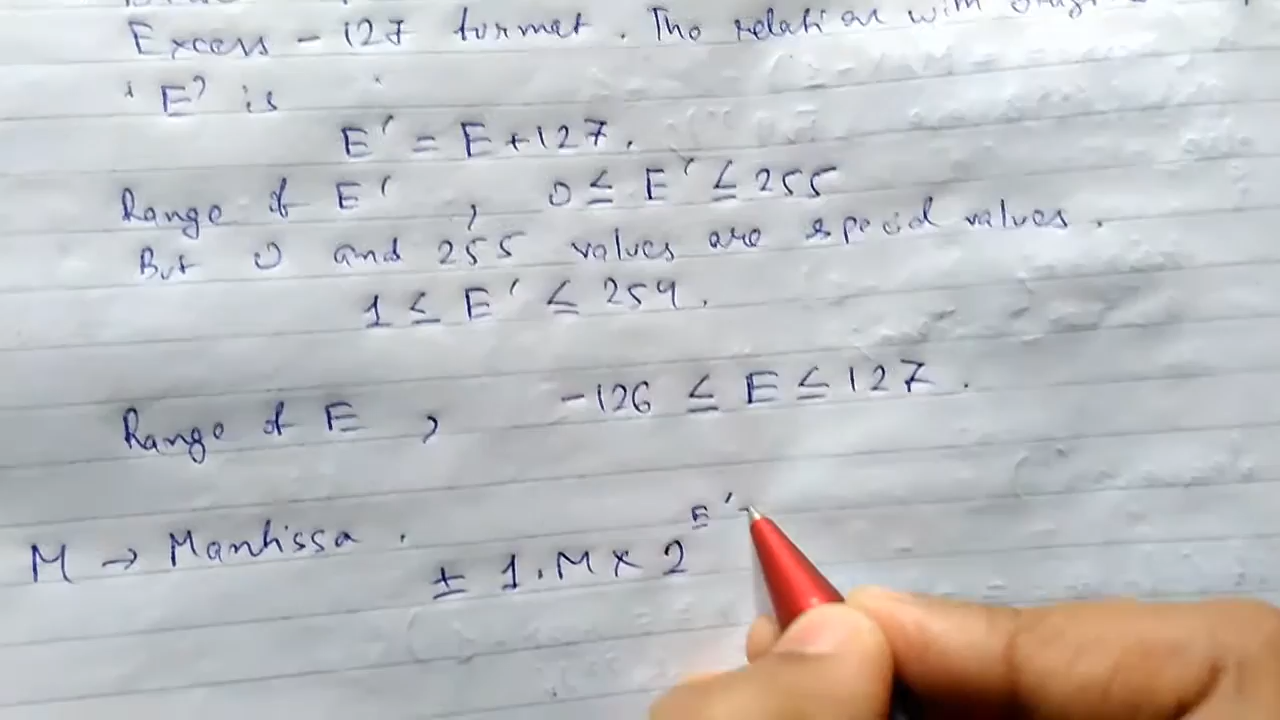 Excess - 127 format. The relation with
'E' is
E' = E + 127.
Range of E' , 0 ≤ E' ≤ 255
But 0 and 255 values are special values.
1 ≤ E' ≤ 254.
Range of E , -126 ≤ E ≤ 127.
M → Mantissa.
± 1.M × 2^E'-